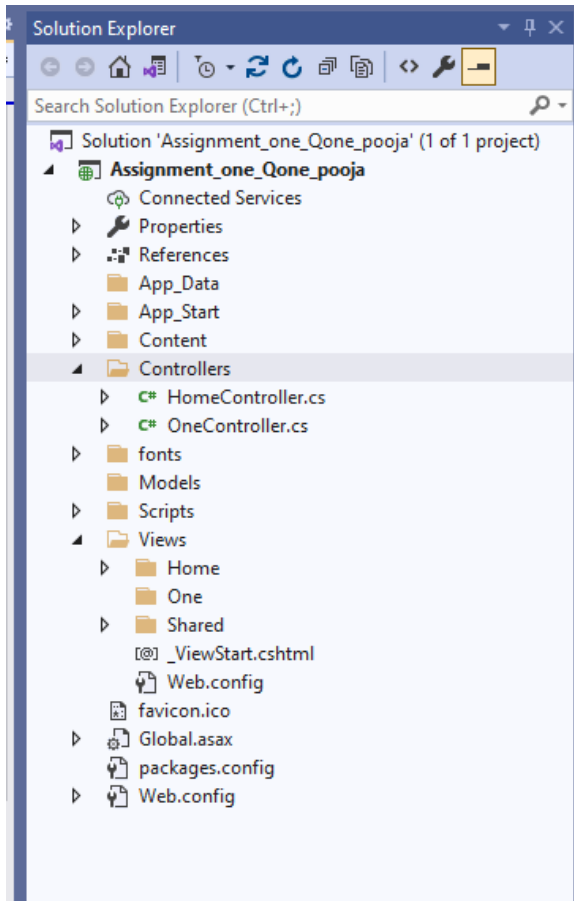 Solution Explorer
Search Solution Explorer (Ctrl+;)
Solution 'Assignment_one_Qone_pooja' (1 of 1 project)
Assignment_one_Qone_pooja
Connected Services
Properties
References
App_Data
App_Start
Content
Controllers
C# HomeController.cs
C# OneController.cs
fonts
Models
Scripts
Views
Home
One
Shared
[@] _ViewStart.cshtml
Web.config
favicon.ico
Global.asax
packages.config
Web.config